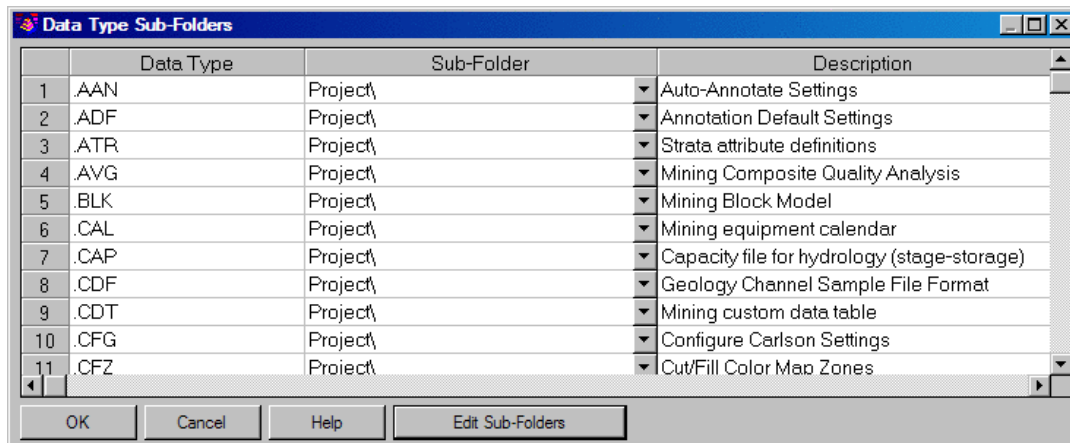 Data Type Sub-Folders
Data Type Sub-Folder Description
1 .AAN Project\ Auto-Annotate Settings
2 .ADF Project\ Annotation Default Settings
3 .ATR Project\ Strata attribute definitions
4 .AVG Project\ Mining Composite Quality Analysis
5 .BLK Project\ Mining Block Model
6 .CAL Project\ Mining equipment calendar
7 .CAP Project\ Capacity file for hydrology (stage-storage)
8 .CDF Project\ Geology Channel Sample File Format
9 .CDT Project\ Mining custom data table
10 .CFG Project\ Configure Carlson Settings
11 .CFZ Project\ Cut/Fill Color Map Zones
OK Cancel Help Edit Sub-Folders